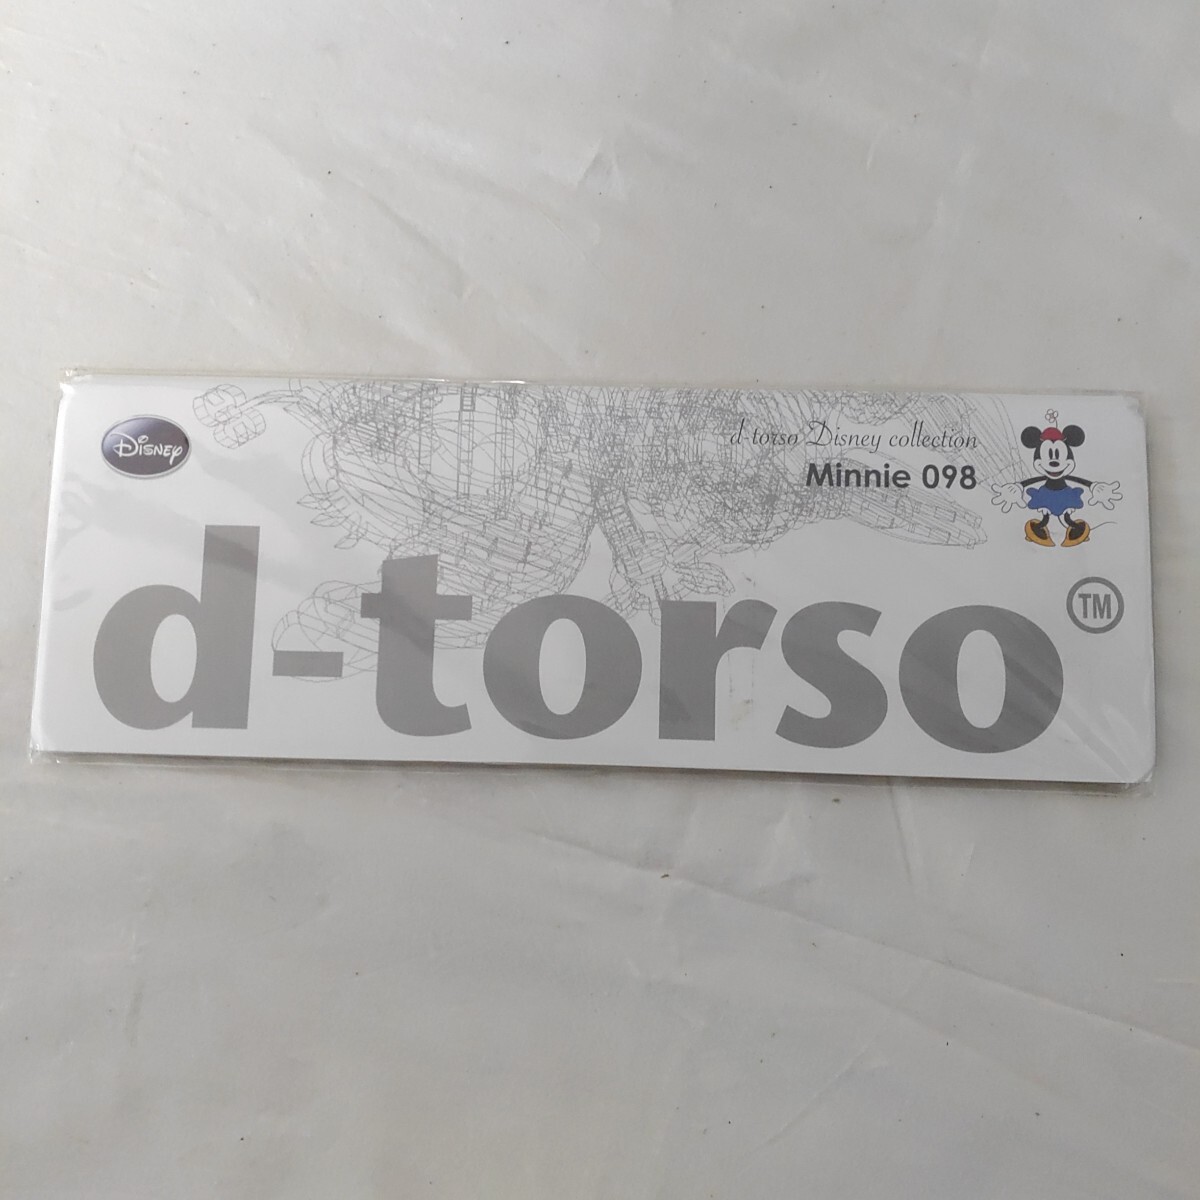 Disney
d-torso Disney collection
Minnie 098
d-torso
TM